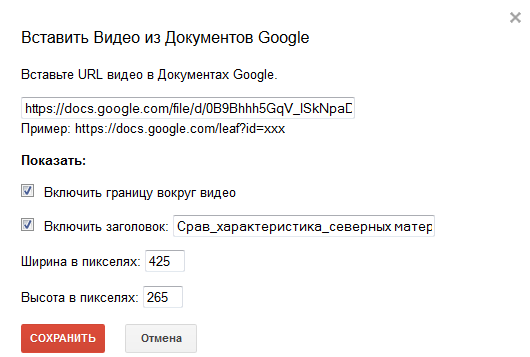 Вставить Видео из Документов Google
Вставьте URL видео в Документах Google.
https://docs.google.com/file/d/0B9Bhhh5GqV_lSkNpaD
Пример: https://docs.google.com/leaf?id=xxx
Показать:
Включить границу вокруг видео
Включить заголовок: Срав_характеристика_северных матер
Ширина в пикселях: 425
Высота в пикселях: 265
СОХРАНИТЬ Отмена